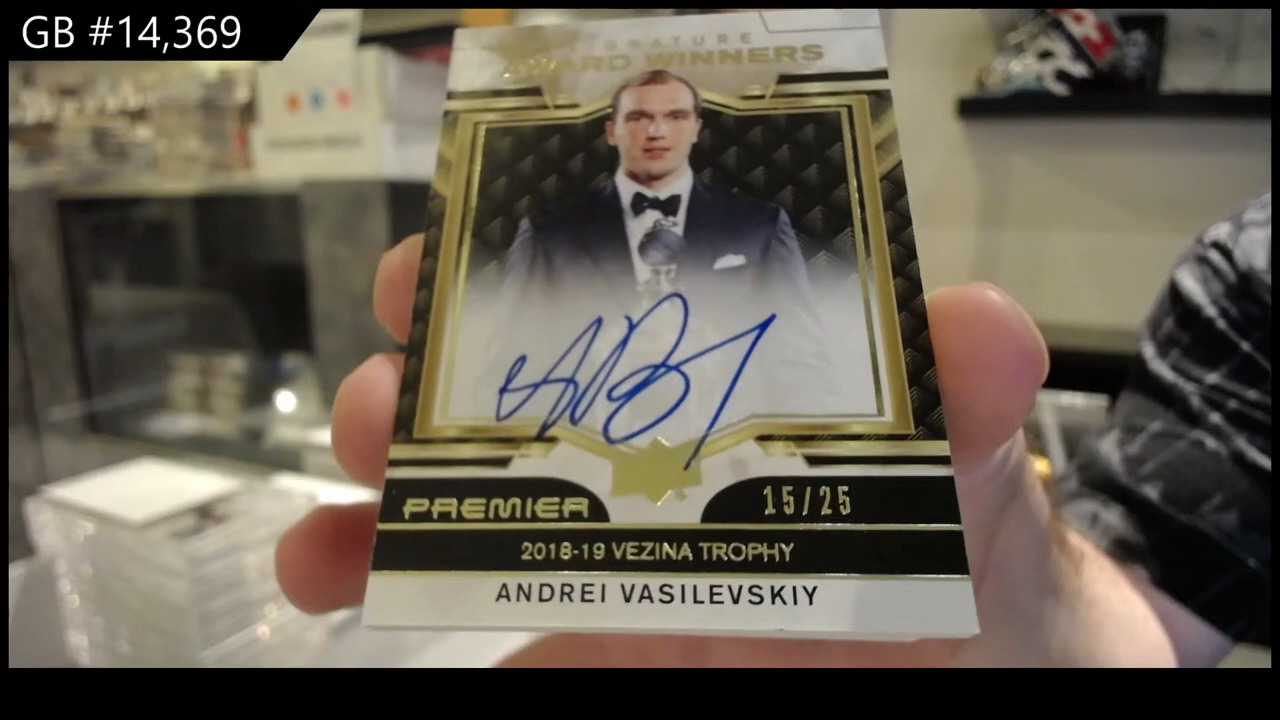 GB #14,369
SIGNATURE
AWARD WINNERS
PREMIER
15/25
2018-19 VEZINA TROPHY
ANDREI VASILEVSKIY